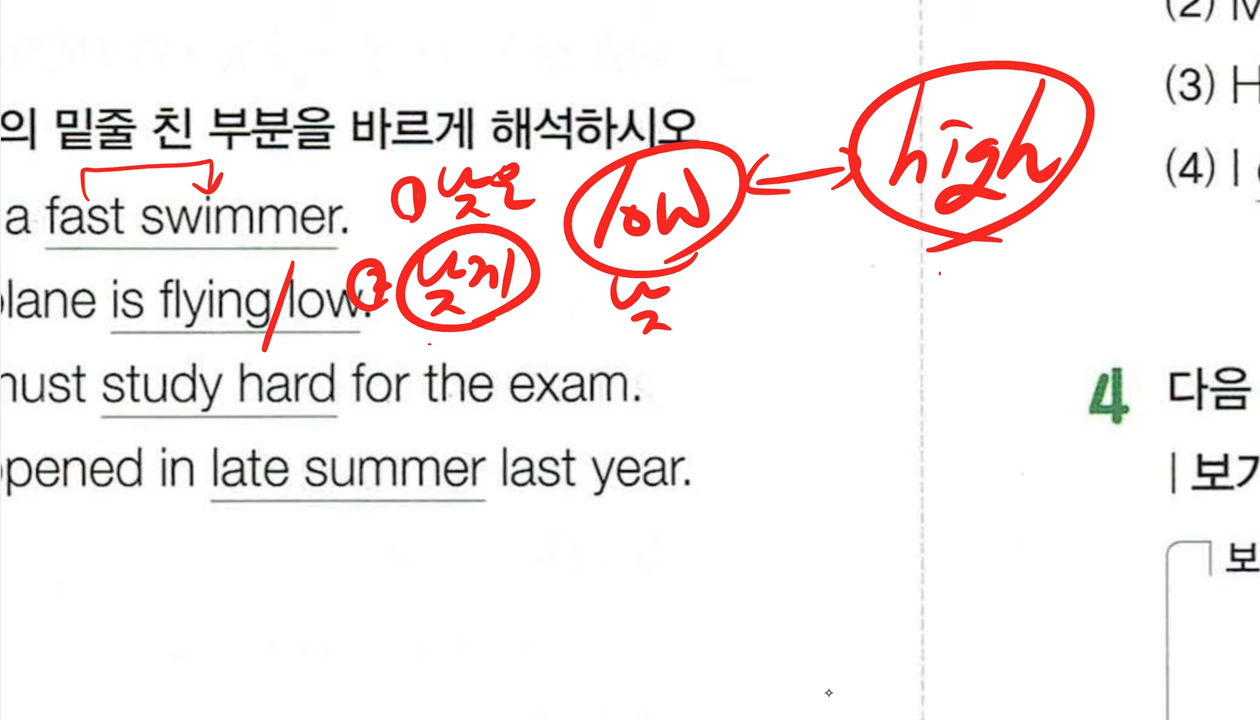 의 밑줄 친 부분을 바르게 해석하시오
a fast swimmer.
① 낮은
low
high
lane is flying low.
② 낮게
낮
ust study hard for the exam.
pened in late summer last year.
(3) H
(4) I
4 다음
보기
보